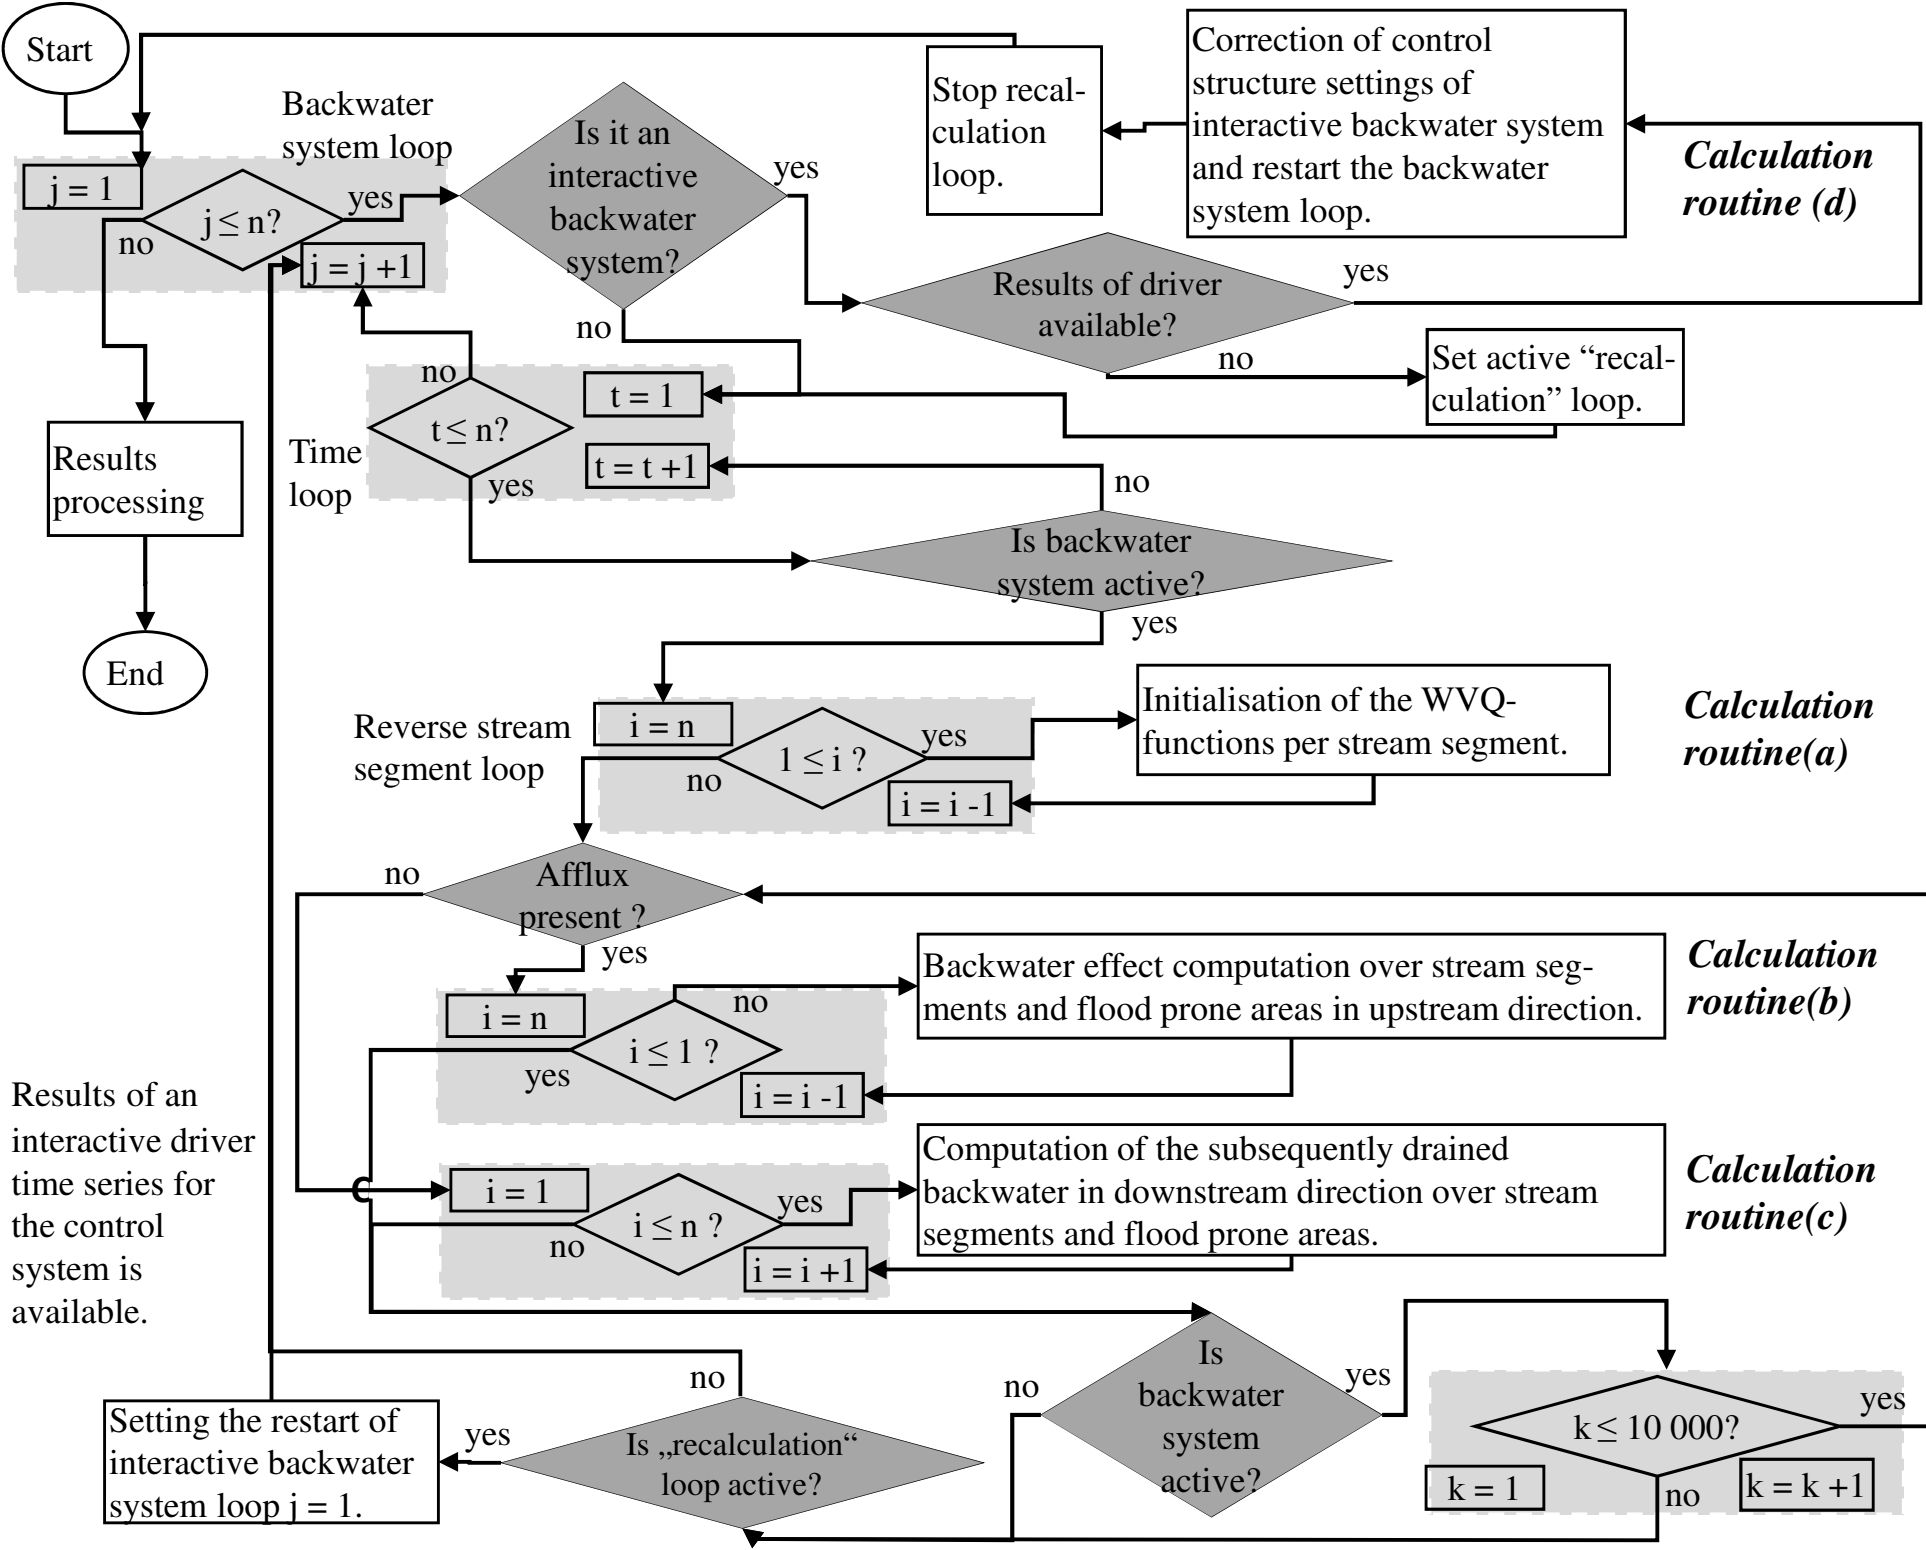 Start
Backwater
system loop
j = 1
j ≤ n?
yes
no
j = j +1
Is it an
interactive
backwater
system?
yes
no
Stop recal-
culation
loop.
Correction of control
structure settings of
interactive backwater system
and restart the backwater
system loop.
Calculation
routine (d)
Results of driver
available?
yes
no
Set active “recal-
culation” loop.
Results
processing
End
Time
loop
no
t ≤ n?
yes
t = 1
t = t +1
no
Is backwater
system active?
yes
Reverse stream
segment loop
i = n
1 ≤ i ?
yes
no
i = i -1
Initialisation of the WVQ-
functions per stream segment.
Calculation
routine(a)
no
Afflux
present ?
yes
i = n
no
i ≤ 1 ?
yes
i = i -1
Backwater effect computation over stream seg-
ments and flood prone areas in upstream direction.
Calculation
routine(b)
Results of an
interactive driver
time series for
the control
system is
available.
i = 1
i ≤ n ?
yes
no
i = i +1
Computation of the subsequently drained
backwater in downstream direction over stream
segments and flood prone areas.
Calculation
routine(c)
no
Is
backwater
system
active?
yes
k ≤ 10 000?
yes
k = 1
no
k = k +1
no
Is „recalculation“
loop active?
yes
Setting the restart of
interactive backwater
system loop j = 1.